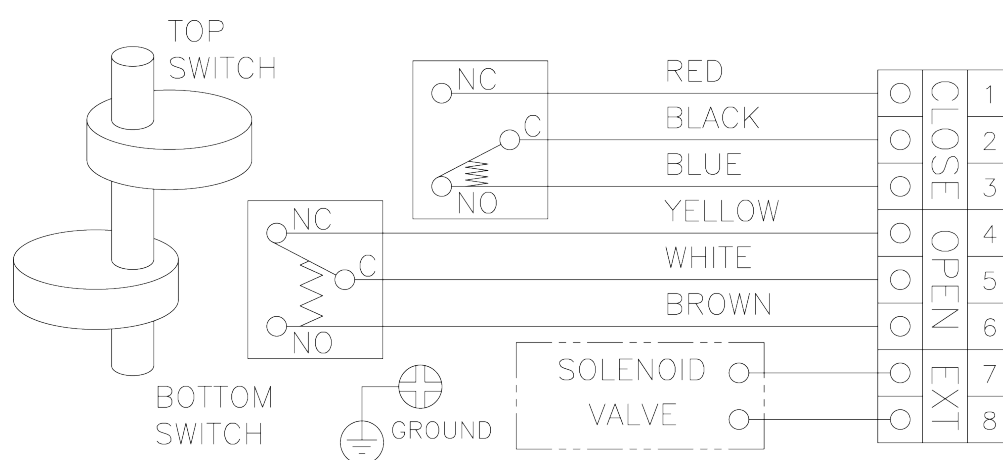 TOP
SWITCH
NC
C
NO
RED
BLACK
BLUE
YELLOW
WHITE
BROWN
NC
C
NO
CLOSE
OPEN
EXT
1
2
3
4
5
6
7
8
SOLENOID
VALVE
GROUND
BOTTOM
SWITCH